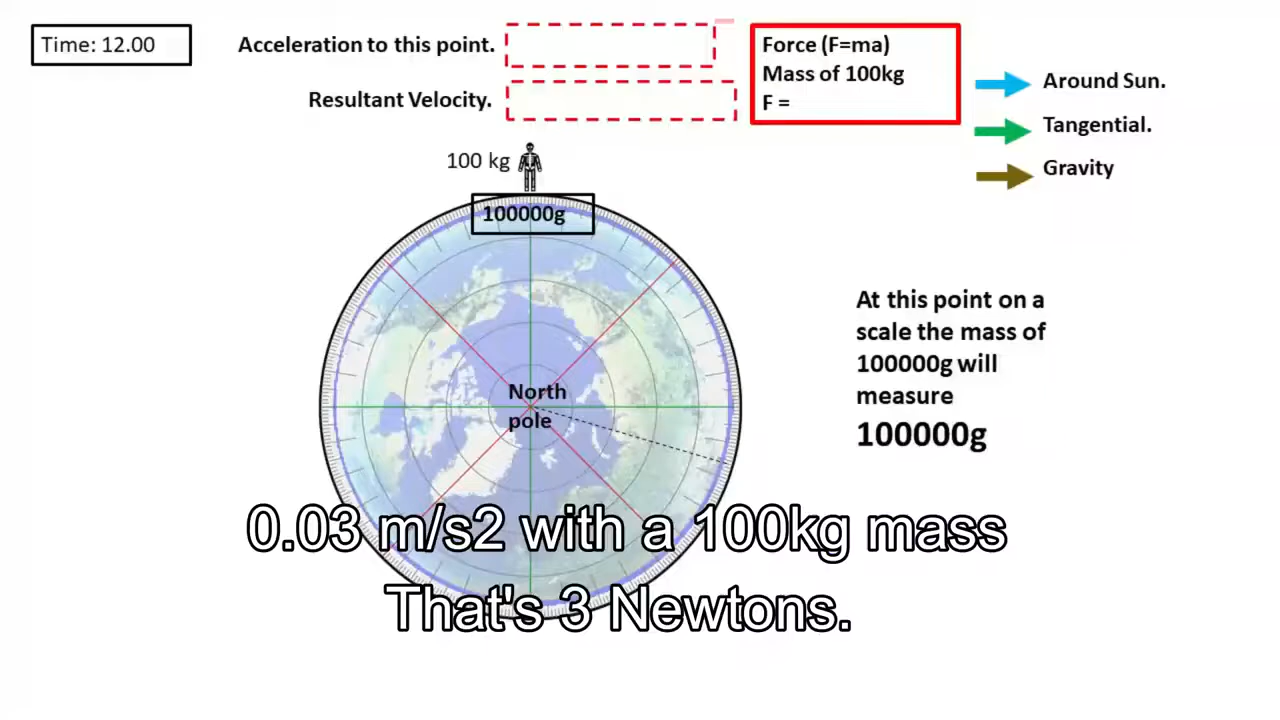 Time: 12.00
Acceleration to this point.
Resultant Velocity.
Force (F=ma)
Mass of 100kg
F =
Around Sun.
Tangential.
Gravity
100 kg
100000g
At this point on a
scale the mass of
100000g will
measure
100000g
North
pole
0.03 m/s2 with a 100kg mass
That's 3 Newtons.